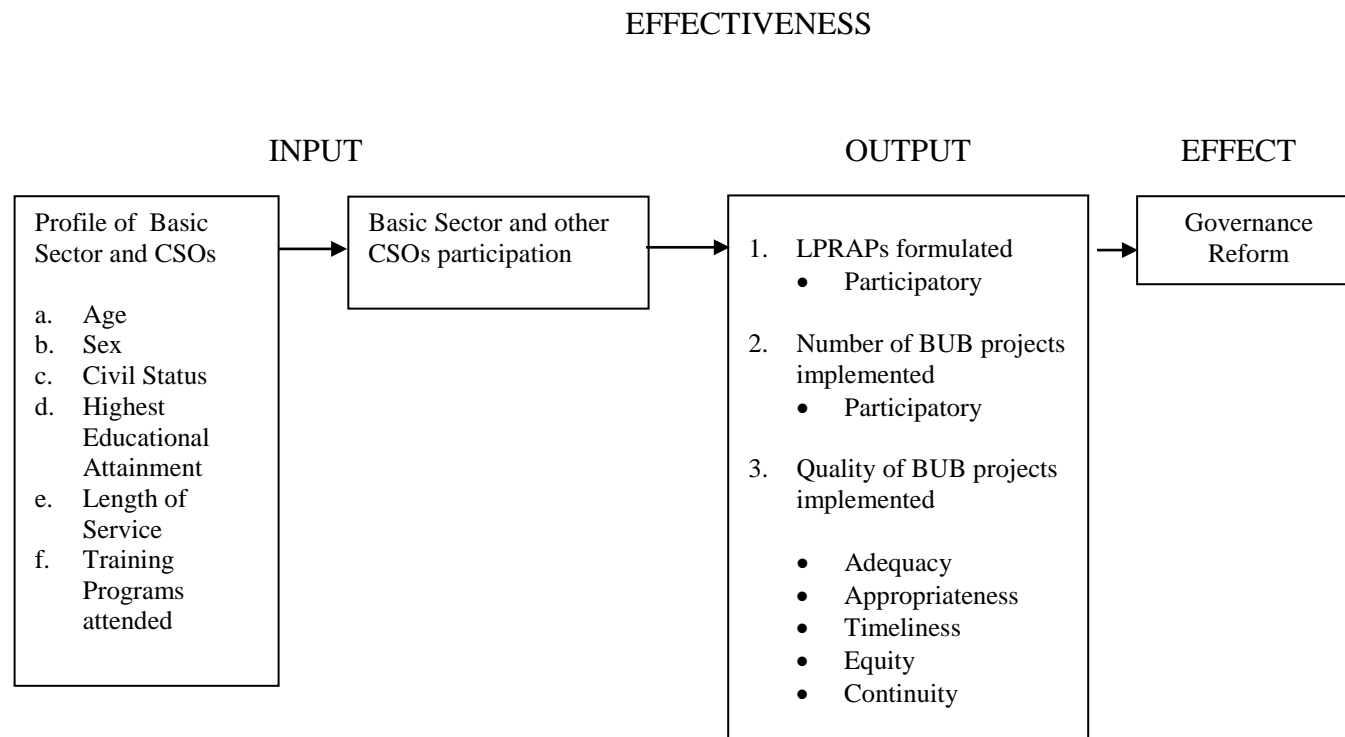 EFFECTIVENESS
INPUT
OUTPUT
EFFECT
Profile of Basic
Sector and CSOs
a. Age
b. Sex
c. Civil Status
d. Highest
Educational
Attainment
e. Length of
Service
f. Training
Programs
attended
Basic Sector and other
CSOs participation
1. LPRAPs formulated
• Participatory
2. Number of BUB projects
implemented
• Participatory
3. Quality of BUB projects
implemented
• Adequacy
• Appropriateness
• Timeliness
• Equity
• Continuity
Governance
Reform